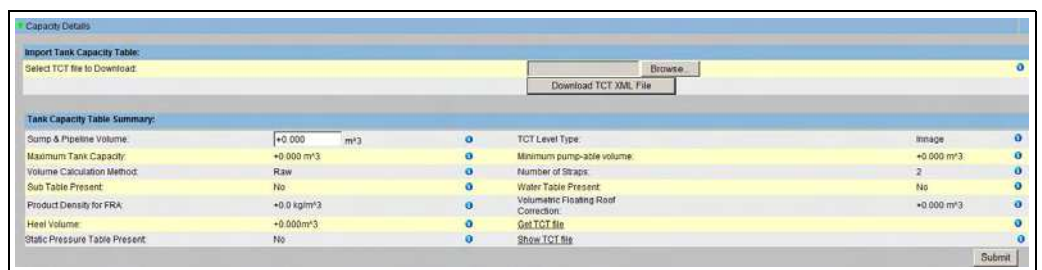 Capacity Details
Import Tank Capacity Table:
Select TCT file to Download: Browse...
Download TCT XML File
Tank Capacity Table Summary:
Sump & Pipeline Volume: +0.000 m^3 TCT Level Type: Innage
Maximum Tank Capacity: +0.000 m^3 Minimum pump-able volume: +0.000 m^3
Volume Calculation Method: Raw Number of Straps: 2
Sub Table Present: No Water Table Present: No
Product Density for FRA: +0.0 kg/m^3 Volumetric Floating Roof Correction: +0.000 m^3
Heel Volume: +0.000m^3 Get TCT file
Static Pressure Table Present: No Show TCT file
Submit